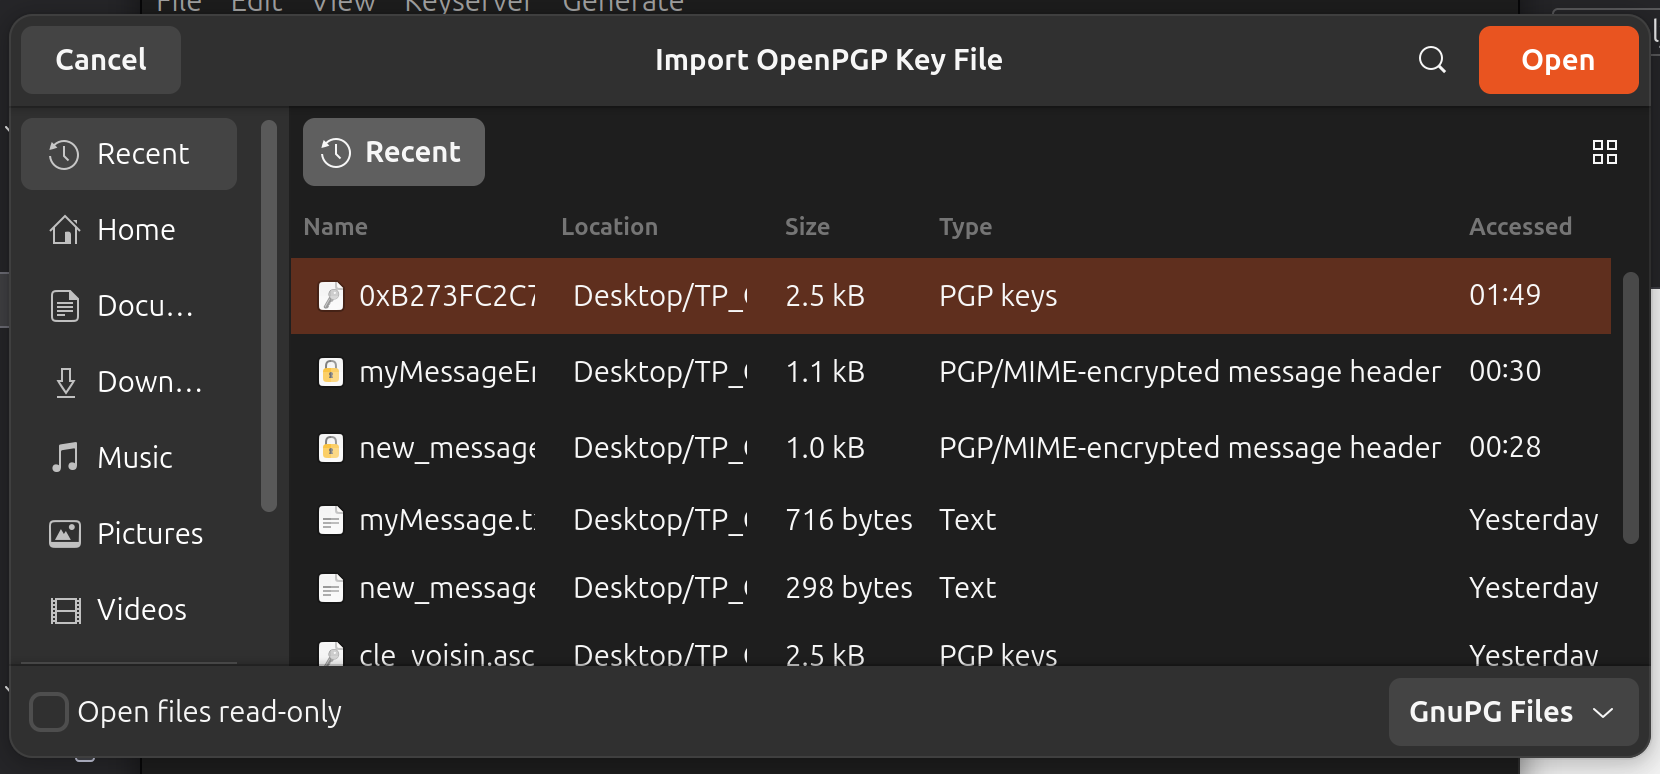 File Edit View Keyserver Generate
Cancel Import OpenPGP Key File Open
Recent
Home
Docu...
Down...
Music
Pictures
Videos
Recent
Name Location Size Type Accessed
0xB273FC2C7 Desktop/TP_ 2.5 kB PGP keys 01:49
myMessageEn Desktop/TP_ 1.1 kB PGP/MIME-encrypted message header 00:30
new_message Desktop/TP_ 1.0 kB PGP/MIME-encrypted message header 00:28
myMessage.t Desktop/TP_ 716 bytes Text Yesterday
new_message Desktop/TP_ 298 bytes Text Yesterday
cle_voisin.asc Desktop/TP_ 2.5 kB PGP keys Yesterday
Open files read-only GnuPG Files